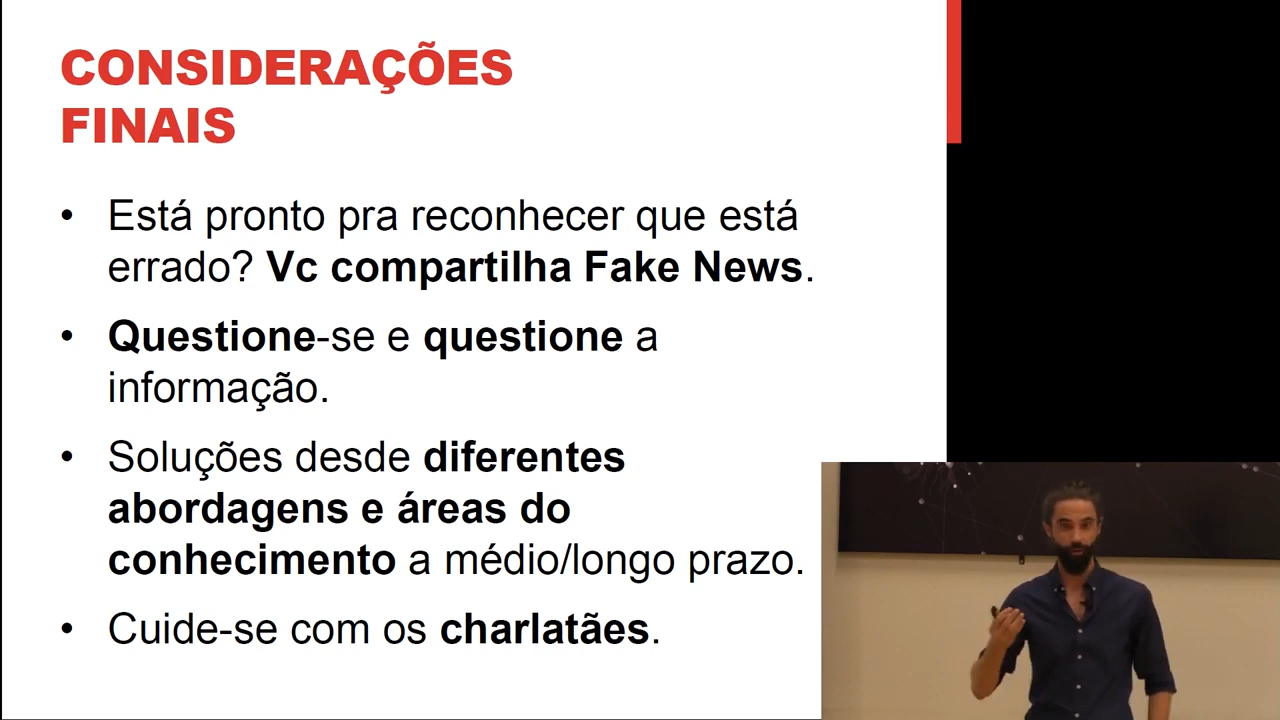 CONSIDERAÇÕES
FINAIS
• Está pronto pra reconhecer que está
errado? Vc compartilha Fake News.
• Questione-se e questione a
informação.
• Soluções desde diferentes
abordagens e áreas do
conhecimento a médio/longo prazo.
• Cuide-se com os charlatães.